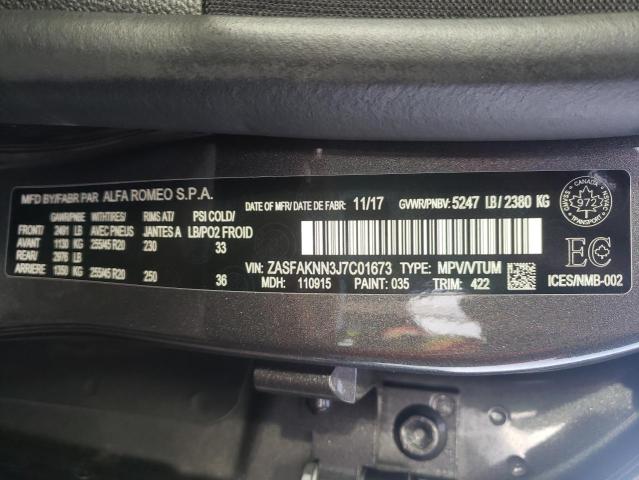 MFD BY/FABR PAR ALFA ROMEO S.P.A.
DATE OF MFR/DATE DE FABR: 11/17 GVWR/PNBV: 5247 LB/ 2380 KG
GAWR/PNBE WITH TIRES/ RIMS AT/ PSI COLD/
FRONT/ 2491 LB AVEC PNEUS JANTES A LB/PO2 FROID
AVANT 1130 KG 255/45 R20 230 33
REAR/ 2976 LB
ARRIERE 1350 KG 255/45 R20 250 36
VIN: ZASFAKNN3J7C01673 TYPE: MPV/VTUM
MDH: 110915 PAINT: 035 TRIM: 422
CANADA
972
T
TRANSPORT
EC
ICES/NMB-002